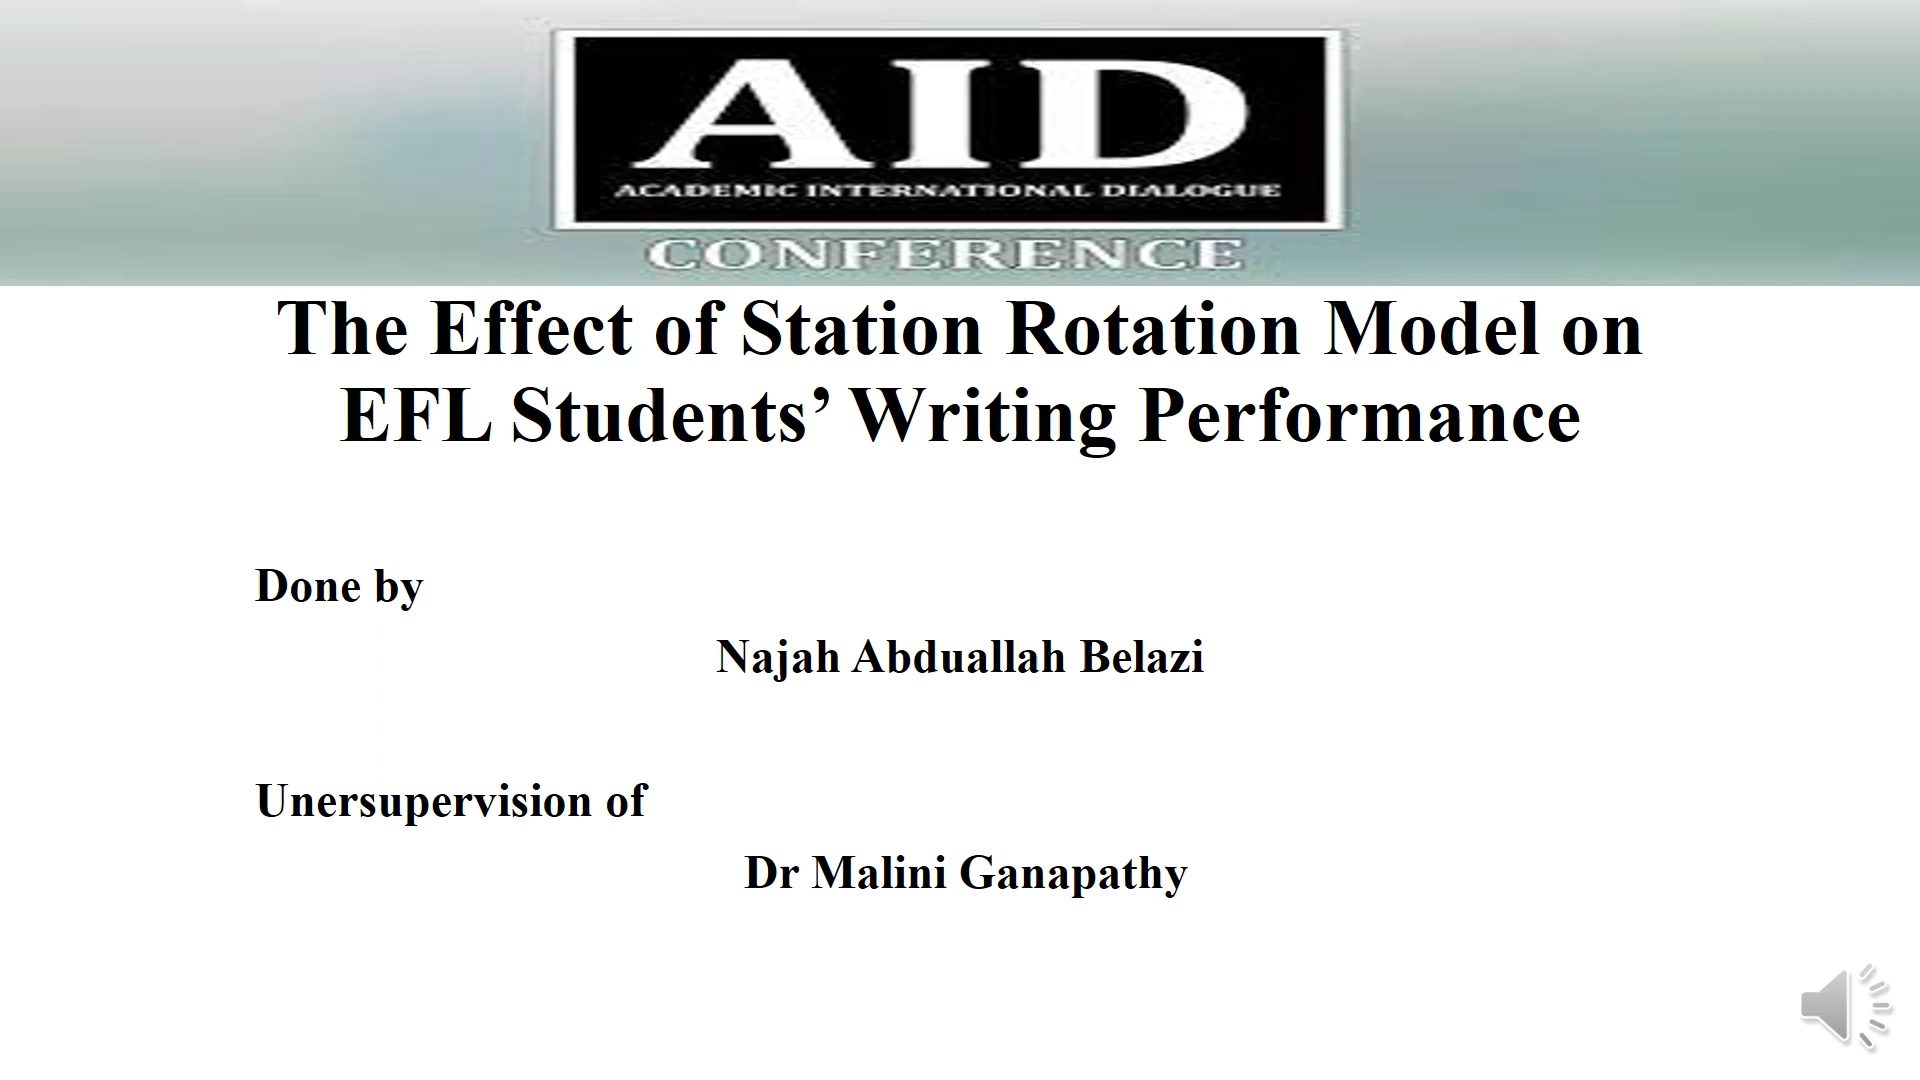 AID
ACADEMIC INTERNATIONAL DIALOGUE
CONFERENCE
The Effect of Station Rotation Model on
EFL Students’ Writing Performance
Done by
Najah Abduallah Belazi
Unersupervision of
Dr Malini Ganapathy